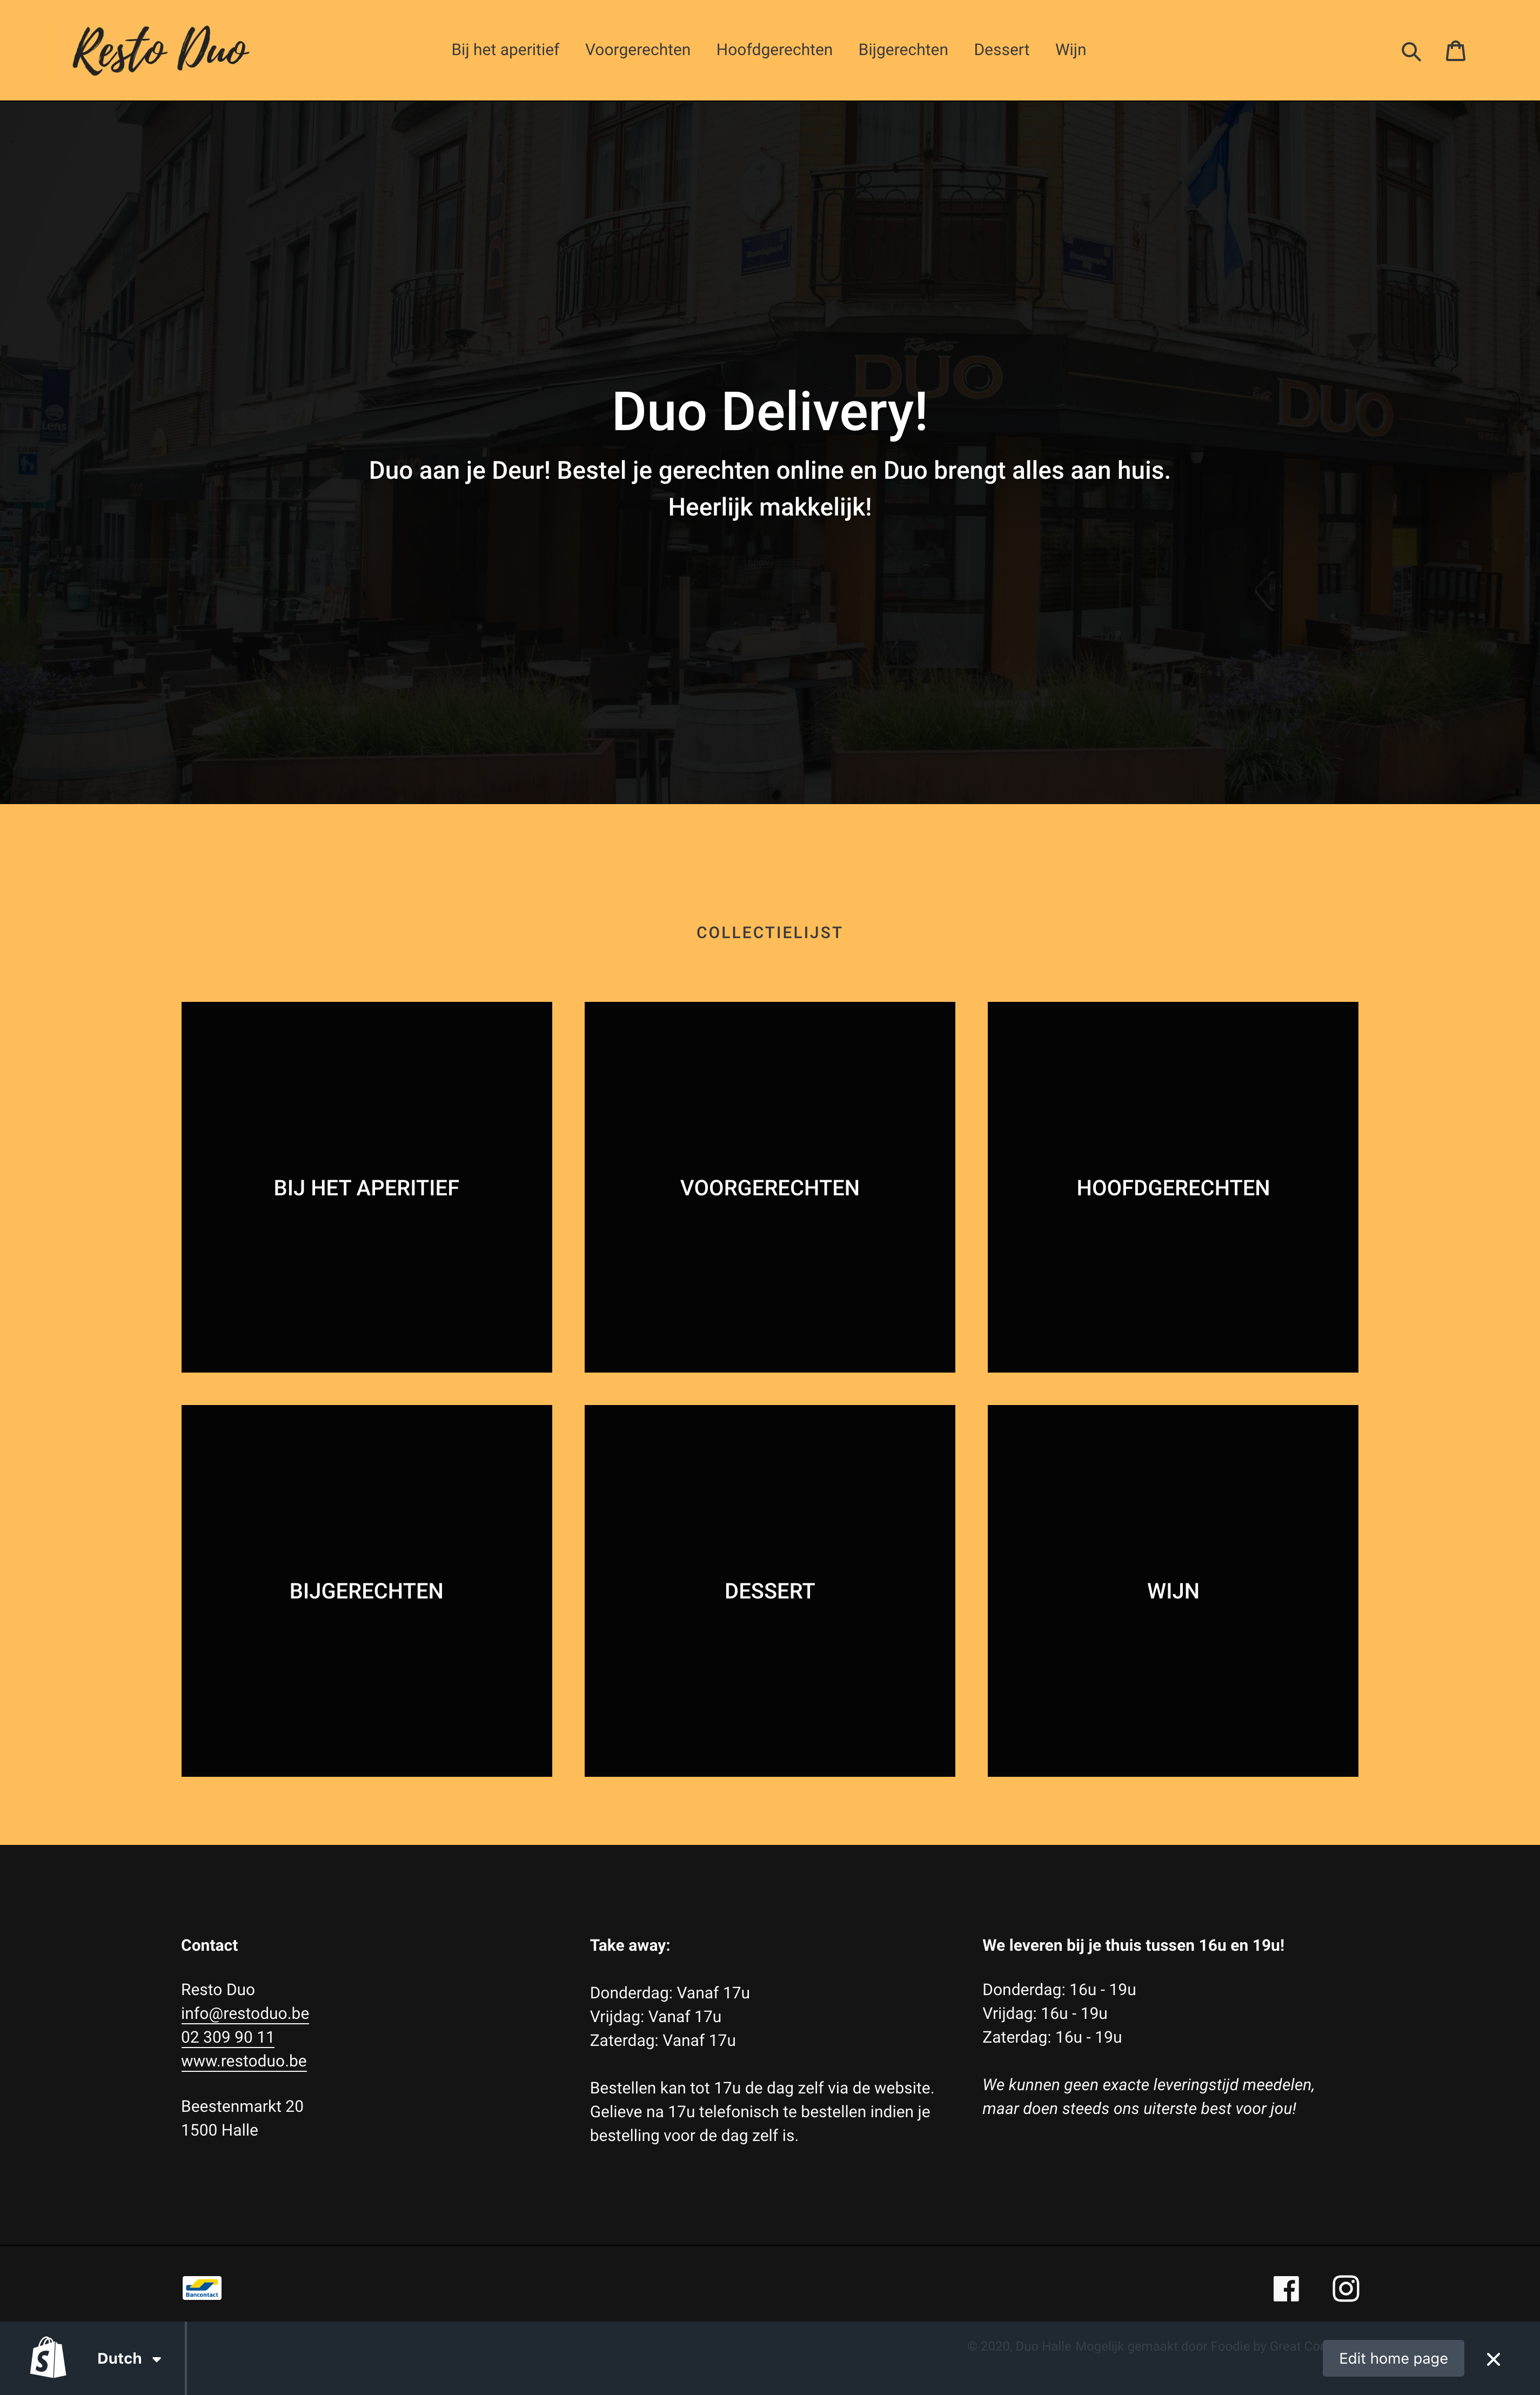 Resto Duo
Bij het aperitief Voorgerechten Hoofdgerechten Bijgerechten Dessert Wijn
Resto
DUO
DUO
Lens
Duo Delivery!
Duo aan je Deur! Bestel je gerechten online en Duo brengt alles aan huis.
Heerlijk makkelijk!
COLLECTIELIJST
BIJ HET APERITIEF
VOORGERECHTEN
HOOFDGERECHTEN
BIJGERECHTEN
DESSERT
WIJN
Contact
Resto Duo
info@restoduo.be
02 309 90 11
www.restoduo.be
Beestenmarkt 20
1500 Halle
Take away:
Donderdag: Vanaf 17u
Vrijdag: Vanaf 17u
Zaterdag: Vanaf 17u
Bestellen kan tot 17u de dag zelf via de website.
Gelieve na 17u telefonisch te bestellen indien je
bestelling voor de dag zelf is.
We leveren bij je thuis tussen 16u en 19u!
Donderdag: 16u - 19u
Vrijdag: 16u - 19u
Zaterdag: 16u - 19u
We kunnen geen exacte leveringstijd meedelen,
maar doen steeds ons uiterste best voor jou!
Bancontact
© 2020, Duo Halle Mogelijk gemaakt door Foodie by Great
Dutch
Edit home page